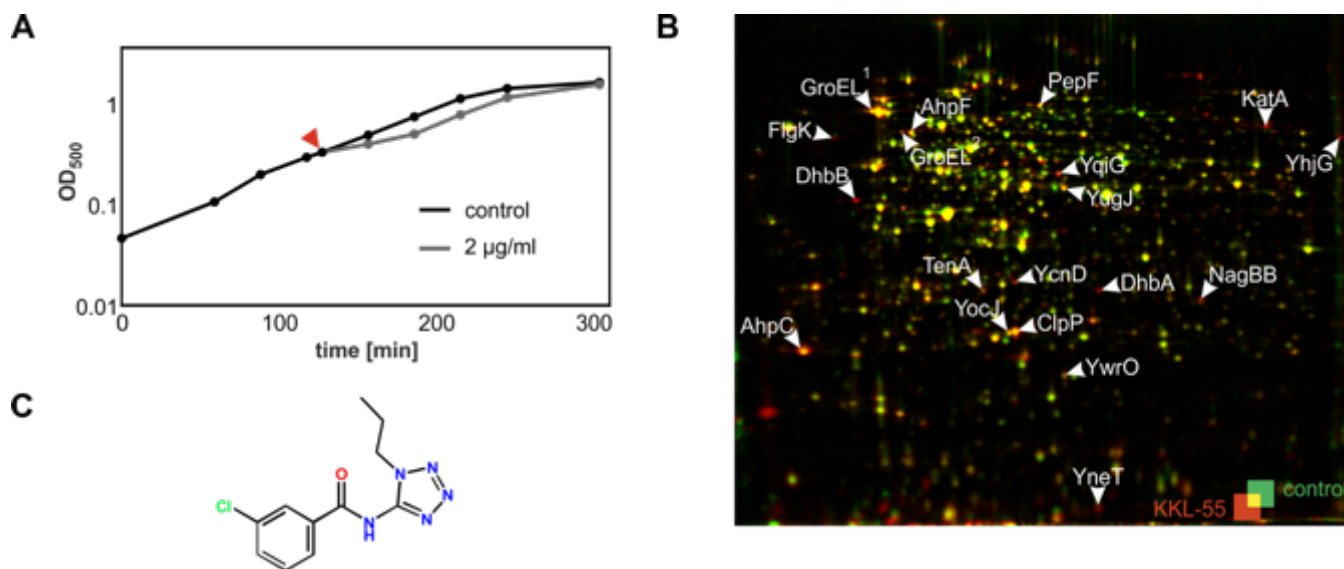 A
OD500
1
0.1
0.01
control
2 µg/ml
0
100
200
300
time [min]
B
GroEL1
PepF
AhpF
KatA
FlgK
GroEL2
YhjG
DhbB
YqiG
YugJ
TenA
YcnD
DhbA
NagBB
YocJ
ClpP
AhpC
YwrO
YneT
control
KKL-55
C
O
N
N
N
N
Cl
N
H